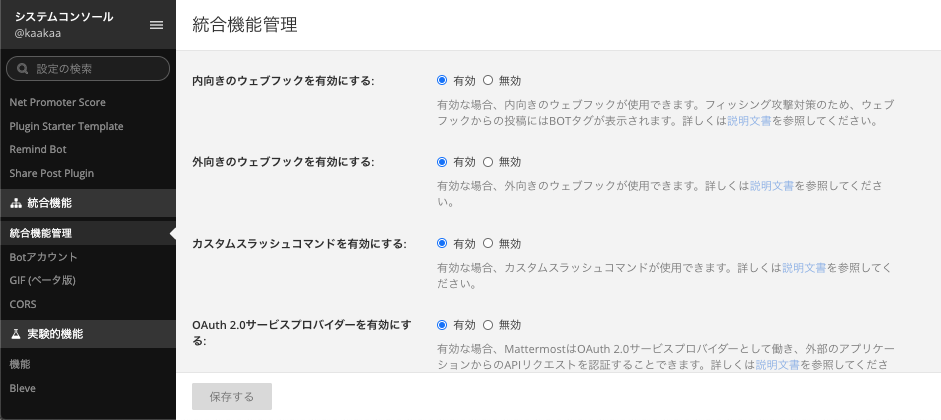 システムコンソール
@kaakaa
設定の検索
Net Promoter Score
Plugin Starter Template
Remind Bot
Share Post Plugin
統合機能
統合機能管理
Botアカウント
GIF (ベータ版)
CORS
実験的機能
機能
Bleve
統合機能管理
内向きのウェブフックを有効にする:
有効 無効
有効な場合、内向きのウェブフックが使用できます。フィッシング攻撃対策のため、ウェブ
フックからの投稿にはBOTタグが表示されます。詳しくは説明文書を参照してください。
外向きのウェブフックを有効にする:
有効 無効
有効な場合、外向きのウェブフックが使用できます。詳しくは説明文書を参照してくださ
い。
カスタムスラッシュコマンドを有効にする:
有効 無効
有効な場合、カスタムスラッシュコマンドが使用できます。詳しくは説明文書を参照してく
ださい。
OAuth 2.0サービスプロバイダーを有効にす
る:
有効 無効
有効な場合、MattermostはOAuth 2.0サービスプロバイダーとして働き、外部のアプリケー
ションからのAPIリクエストを認証することできます。詳しくは説明文書を参照してくださ
保存する